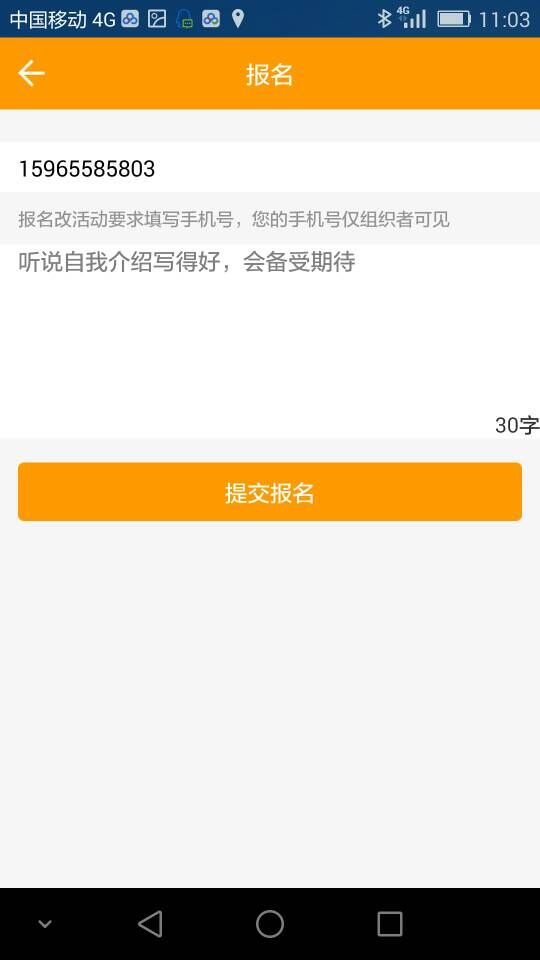 中国移动 4G
4G
11:03
报名
15965585803
报名改活动要求填写手机号，您的手机号仅组织者可见
听说自我介绍写得好，会备受期待
30字
提交报名